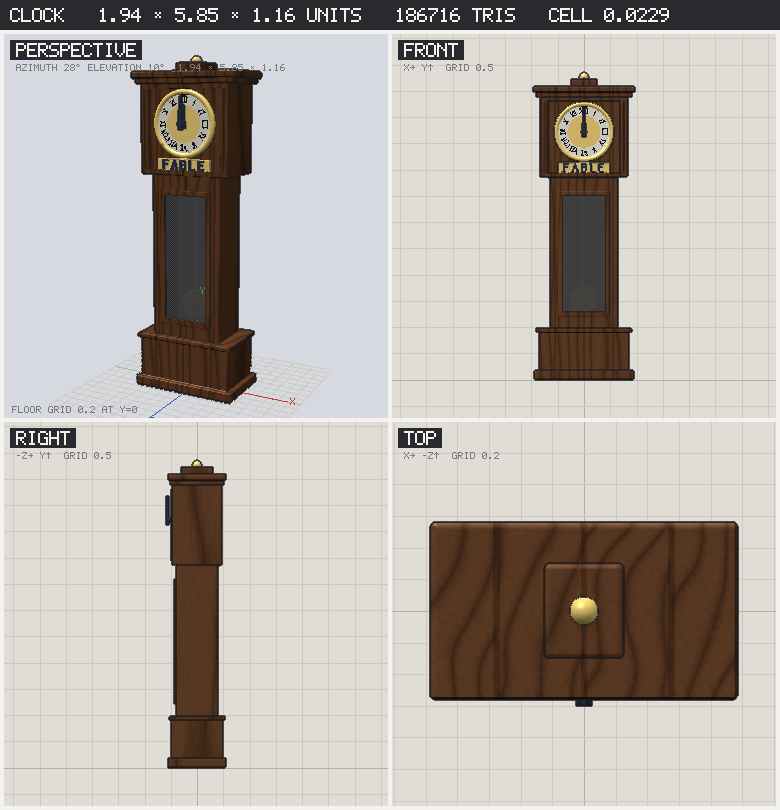 CLOCK 1.94 × 5.85 × 1.16 UNITS 186716 TRIS CELL 0.0229
PERSPECTIVE
AZIMUTH 28° ELEVATION 10° 1.94 × 5.85 × 1.16
FABLE
Y
X
FLOOR GRID 0.2 AT Y=0
FRONT
X→ Y↑ GRID 0.5
FABLE
RIGHT
-Z→ Y↑ GRID 0.5
TOP
X→ -Z↑ GRID 0.2